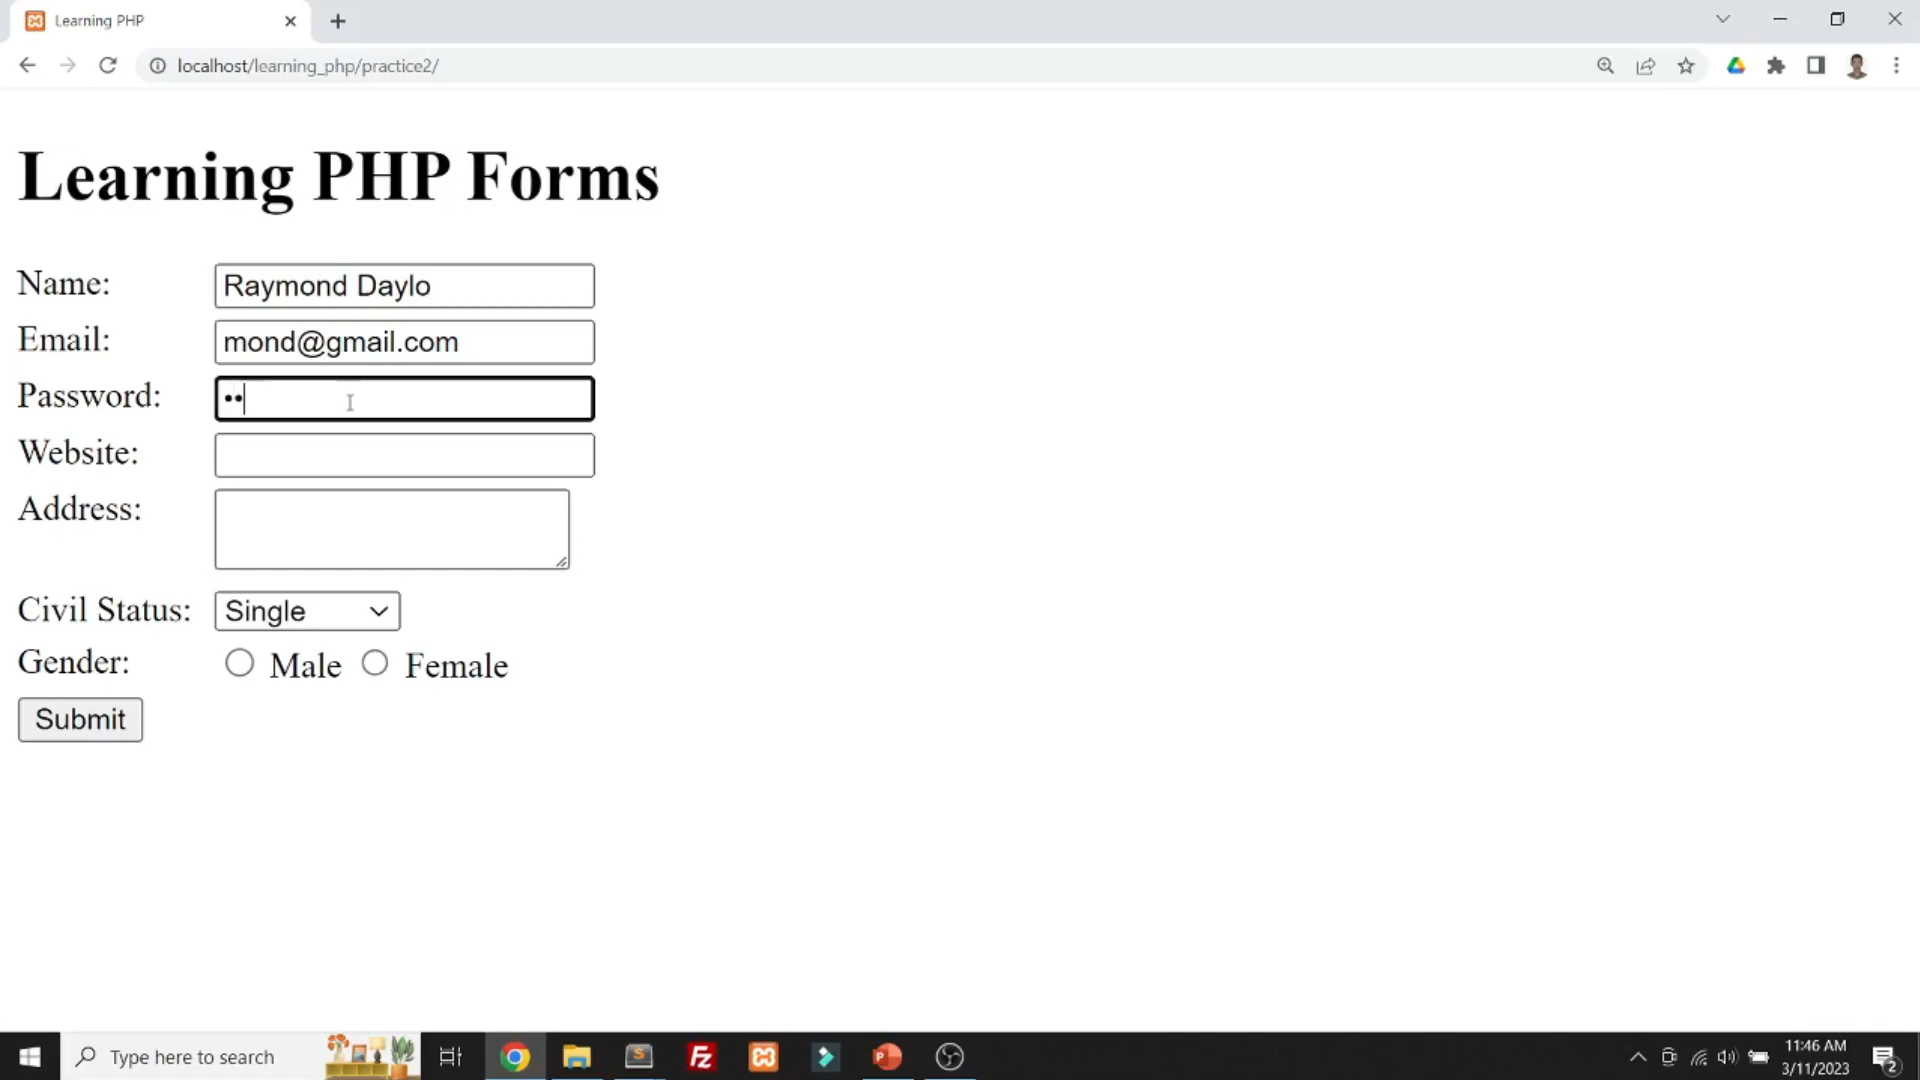 Learning PHP
localhost/learning_php/practice2/
Learning PHP Forms
Name: Raymond Daylo
Email: mond@gmail.com
Password: ••
Website:
Address:
Civil Status: Single
Gender: Male Female
Submit
Type here to search
11:46 AM
3/11/2023
2